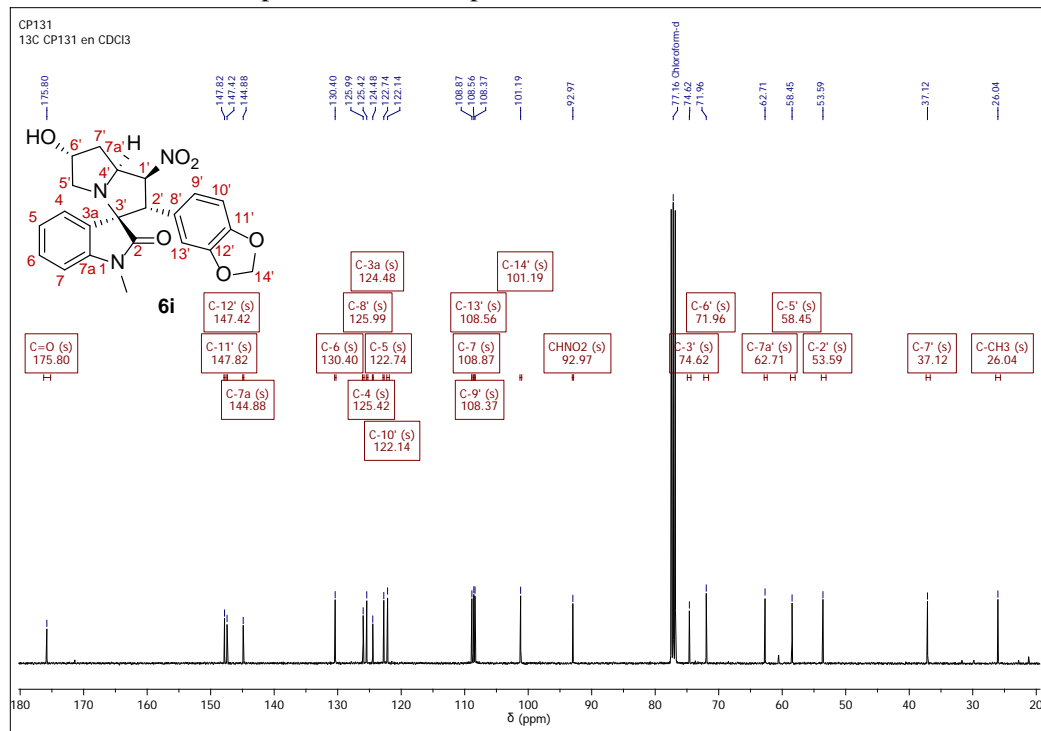 CP131
13C CP131 en CDCl3
175.80
147.82
147.42
144.88
130.40
125.99
125.42
124.48
122.74
122.14
108.87
108.56
108.37
101.19
92.97
77.16 Chloroform-d
74.62
71.96
62.71
58.45
53.59
37.12
26.04
HO
6'
7'
7a'
H
NO2
1'
4'
5'
N
3'
2'
8'
9'
10'
11'
12'
13'
14'
O
O
O
4
3a
5
6
7
7a
1
N
2
6i
C-3a (s)
124.48
C-14' (s)
101.19
C-12' (s)
147.42
C-8' (s)
125.99
C-13' (s)
108.56
C-6' (s)
71.96
C-5' (s)
58.45
C=O (s)
175.80
C-11' (s)
147.82
C-6 (s)
130.40
C-5 (s)
122.74
C-7 (s)
108.87
CHNO2 (s)
92.97
C-3' (s)
74.62
C-7a' (s)
62.71
C-2' (s)
53.59
C-7' (s)
37.12
C-CH3 (s)
26.04
C-7a (s)
144.88
C-4 (s)
125.42
C-9' (s)
108.37
C-10' (s)
122.14
180 170 160 150 140 130 120 110 100 90 80 70 60 50 40 30 20
δ (ppm)